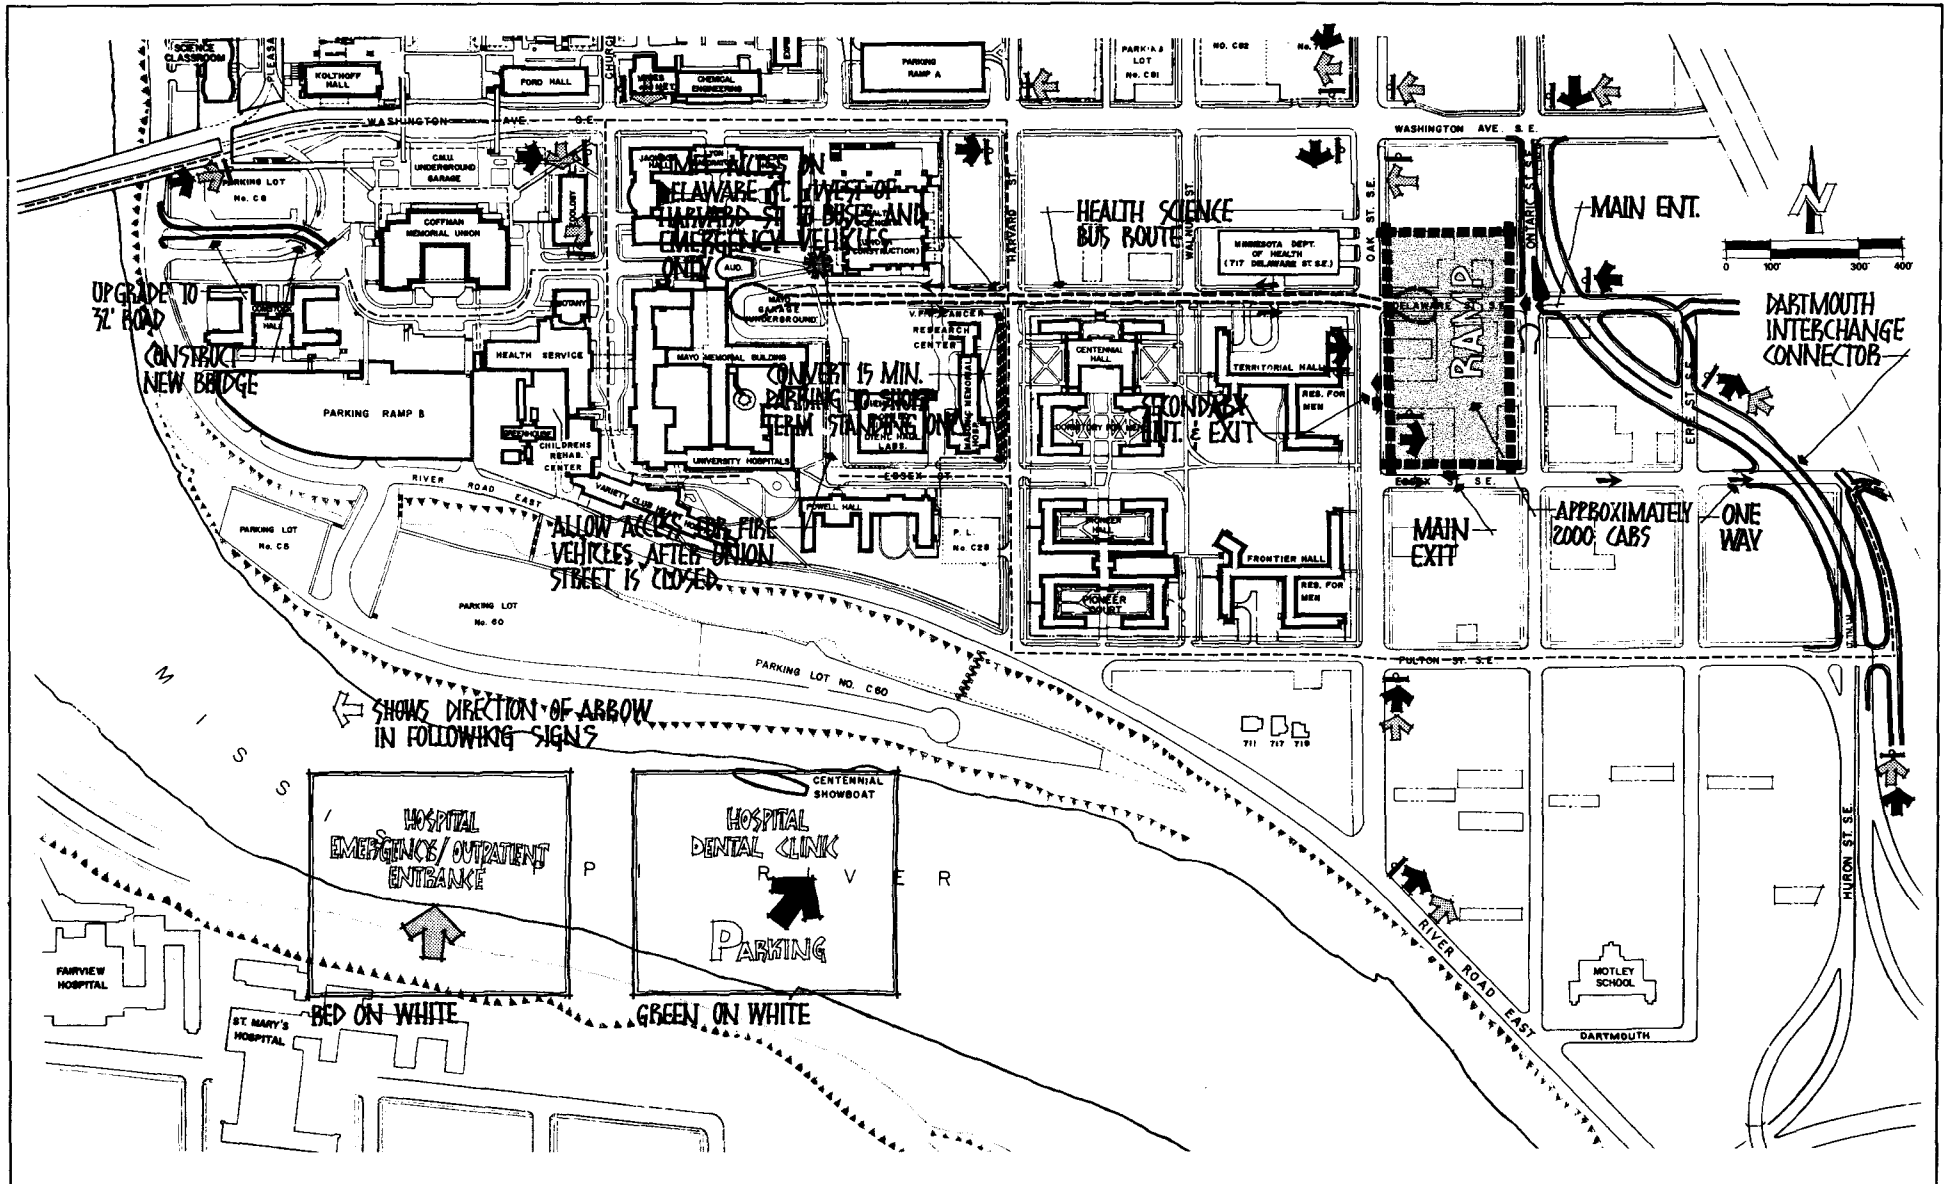 SCIENCE
CLASSROOM
KOLTHOFF
HALL
FORD HALL
CHEMICAL
ENGINEERING
PARKING
RAMP A
LOT
No. C81
NO. C82
WASHINGTON AVE. S.E.
WASHINGTON AVE. S.E.
C.M.U.
UNDERGROUND
GARAGE
PARKING LOT
COFFMAN
MEMORIAL UNION
LIMIT ACCESS ON
DELAWARE ST. (WEST OF
HARVARD ST.) TO BUSES AND
EMERGENCY VEHICLES
ONLY
CONSTRUCTION)
AUD.
HARVARD ST.
HEALTH SCIENCE
BUS ROUTE
WALNUT ST.
MINNESOTA DEPT.
OF HEALTH
(717 DELAWARE ST. S.E.)
OAK ST. S.E.
ONTARIO ST. S.E.
MAIN ENT.
N
0 100' 300' 400'
UPGRADE TO
32' ROAD
COMSTOCK
HALL
BOTANY
MAYO
GARAGE
(UNDERGROUND)
DELAWARE ST. S.E.
RAMP
DARTMOUTH
INTERCHANGE
CONNECTOR
CONSTRUCT
NEW BRIDGE
HEALTH SERVICE
MAYO MEMORIAL BUILDING
CANCER
RESEARCH
CENTER
CENTENNIAL
HALL
TERRITORIAL HALL
RES. FOR
MEN
CONVERT 15 MIN.
PARKING TO SHORT
TERM STANDING ONLY
SECONDARY
ENT. & EXIT
ERIE ST. S.E.
PARKING RAMP B
GREENHOUSE
CHILDRENS
REHAB.
CENTER
UNIVERSITY HOSPITALS
ESSEX ST.
ESSEX ST. S.E.
RIVER ROAD EAST
VARIETY CLUB HEART
POWELL HALL
P. L.
No. C28
PIONEER
HALL
FRONTIER HALL
RES. FOR
MEN
PIONEER
COURT
PARKING LOT
ALLOW ACCESS FOR FIRE
VEHICLES AFTER UNION
STREET IS CLOSED.
MAIN
EXIT
APPROXIMATELY
2000 CARS
ONE
WAY
PARKING LOT
No. 60
PARKING LOT NO. C 60
FULTON ST. S.E.
SHOWS DIRECTION OF ARROW
IN FOLLOWING SIGNS
711 717 719
CENTENNIAL
SHOWBOAT
HOSPITAL
EMERGENCY/OUTPATIENT
ENTRANCE
HOSPITAL
DENTAL CLINIC
PARKING
RED ON WHITE
GREEN ON WHITE
M I S S
P P I R I V E R
HURON ST. S.E.
RIVER ROAD EAST
MOTLEY
SCHOOL
DARTMOUTH
FAIRVIEW
HOSPITAL
ST. MARY'S
HOSPITAL